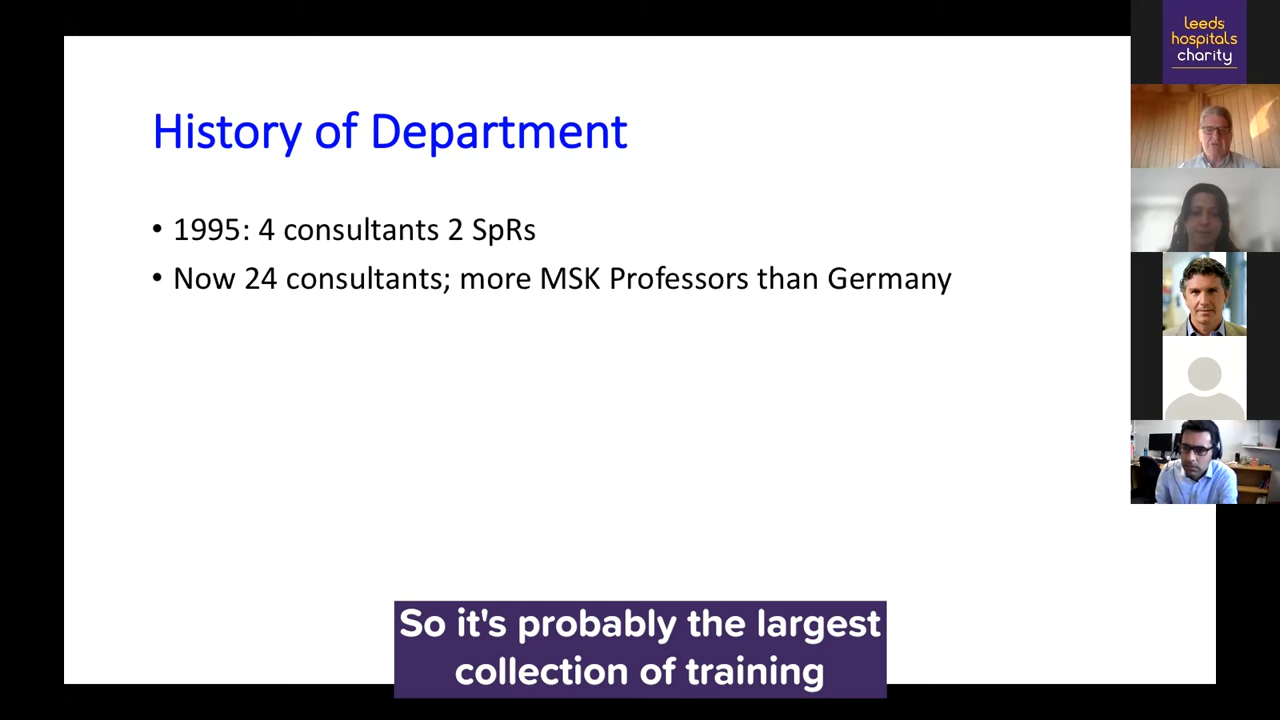 leeds
hospitals
charity
History of Department
• 1995: 4 consultants 2 SpRs
• Now 24 consultants; more MSK Professors than Germany
So it's probably the largest
collection of training